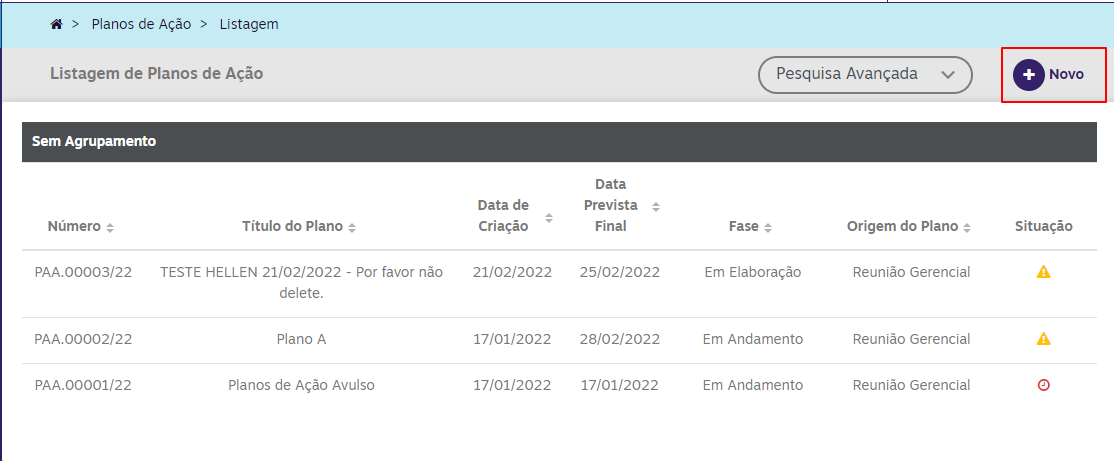 > Planos de Ação > Listagem
Listagem de Planos de Ação
Pesquisa Avançada
Novo
Sem Agrupamento
Número
Título do Plano
Data de
Criação
Data
Prevista
Final
Fase
Origem do Plano
Situação
PAA.00003/22
TESTE HELLEN 21/02/2022 - Por favor não
delete.
21/02/2022
25/02/2022
Em Elaboração
Reunião Gerencial
PAA.00002/22
Plano A
17/01/2022
28/02/2022
Em Andamento
Reunião Gerencial
PAA.00001/22
Planos de Ação Avulso
17/01/2022
17/01/2022
Em Andamento
Reunião Gerencial